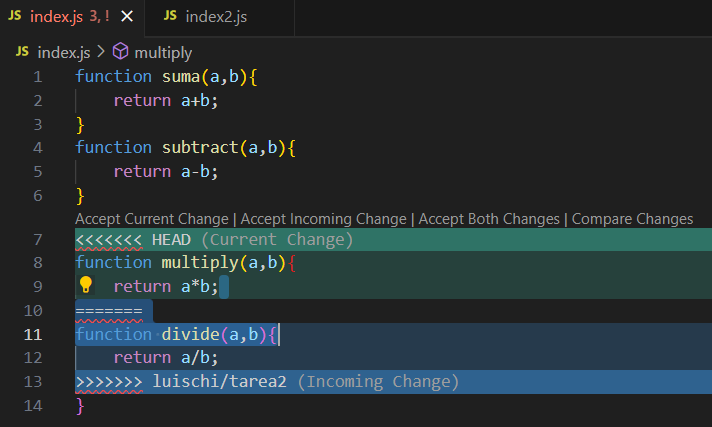 JS index.js 3, ! × JS index2.js
JS index.js > multiply
1 function suma(a,b){
2     return a+b;
3 }
4 function subtract(a,b){
5     return a-b;
6 }
Accept Current Change | Accept Incoming Change | Accept Both Changes | Compare Changes
7 <<<<<<< HEAD (Current Change)
8 function multiply(a,b){
9     return a*b;
10 =======
11 function·divide(a,b){
12     return a/b;
13 >>>>>>> luischi/tarea2 (Incoming Change)
14 }